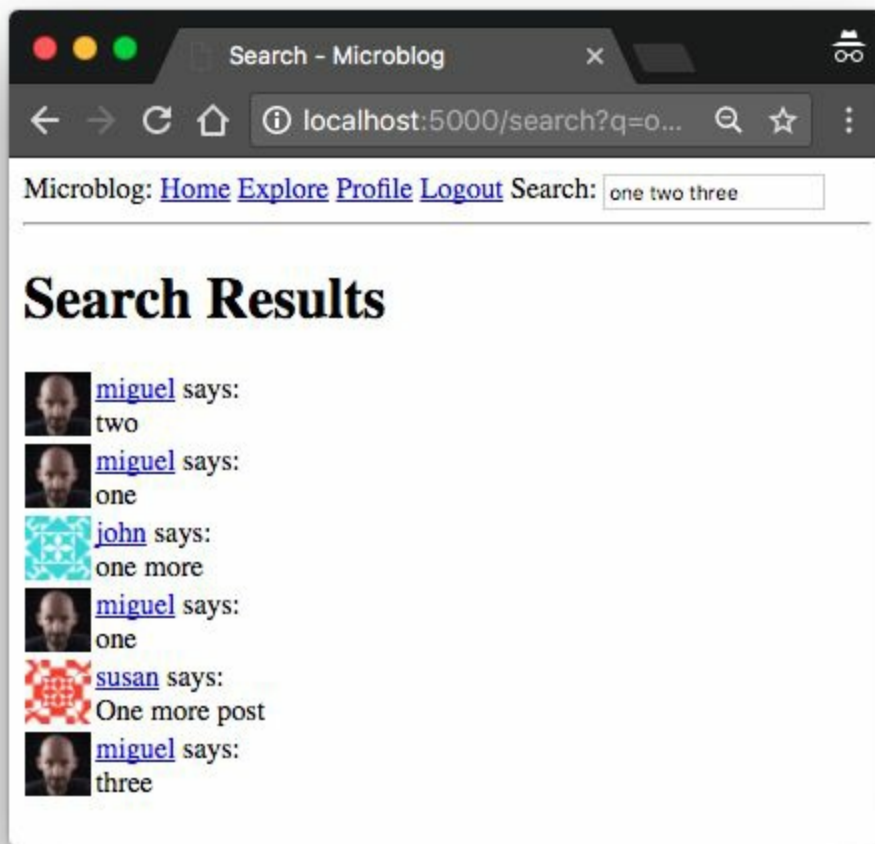 Search - Microblog
localhost:5000/search?q=o...
Microblog: Home Explore Profile Logout Search: one two three
Search Results
miguel says:
two
miguel says:
one
john says:
one more
miguel says:
one
susan says:
One more post
miguel says:
three